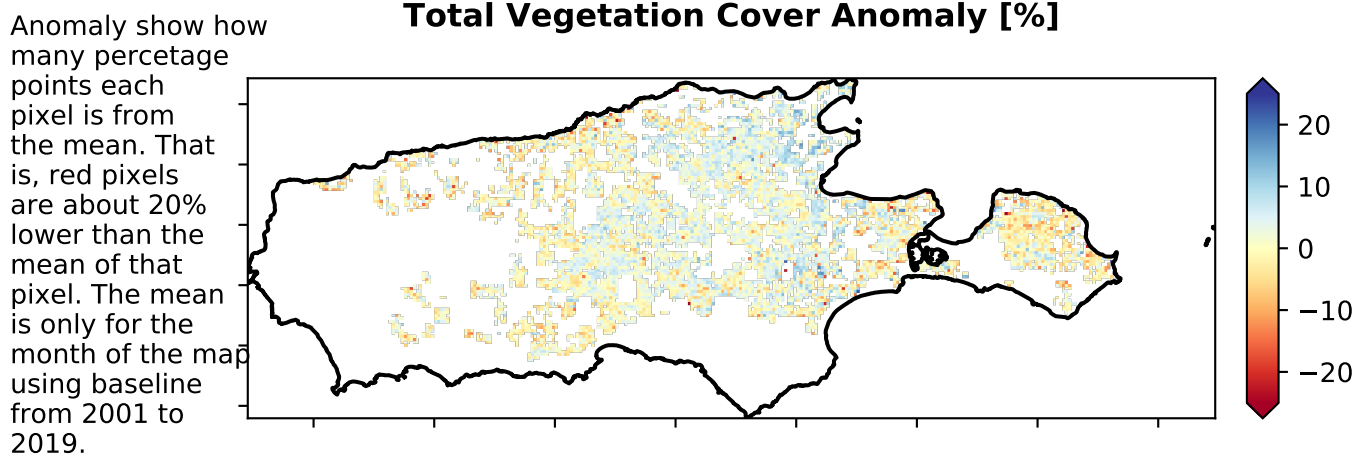 Total Vegetation Cover Anomaly [%]
Anomaly show how
many percetage
points each
pixel is from
the mean. That
is, red pixels
are about 20%
lower than the
mean of that
pixel. The mean
is only for the
month of the map
using baseline
from 2001 to
2019.
20
10
0
−10
−20